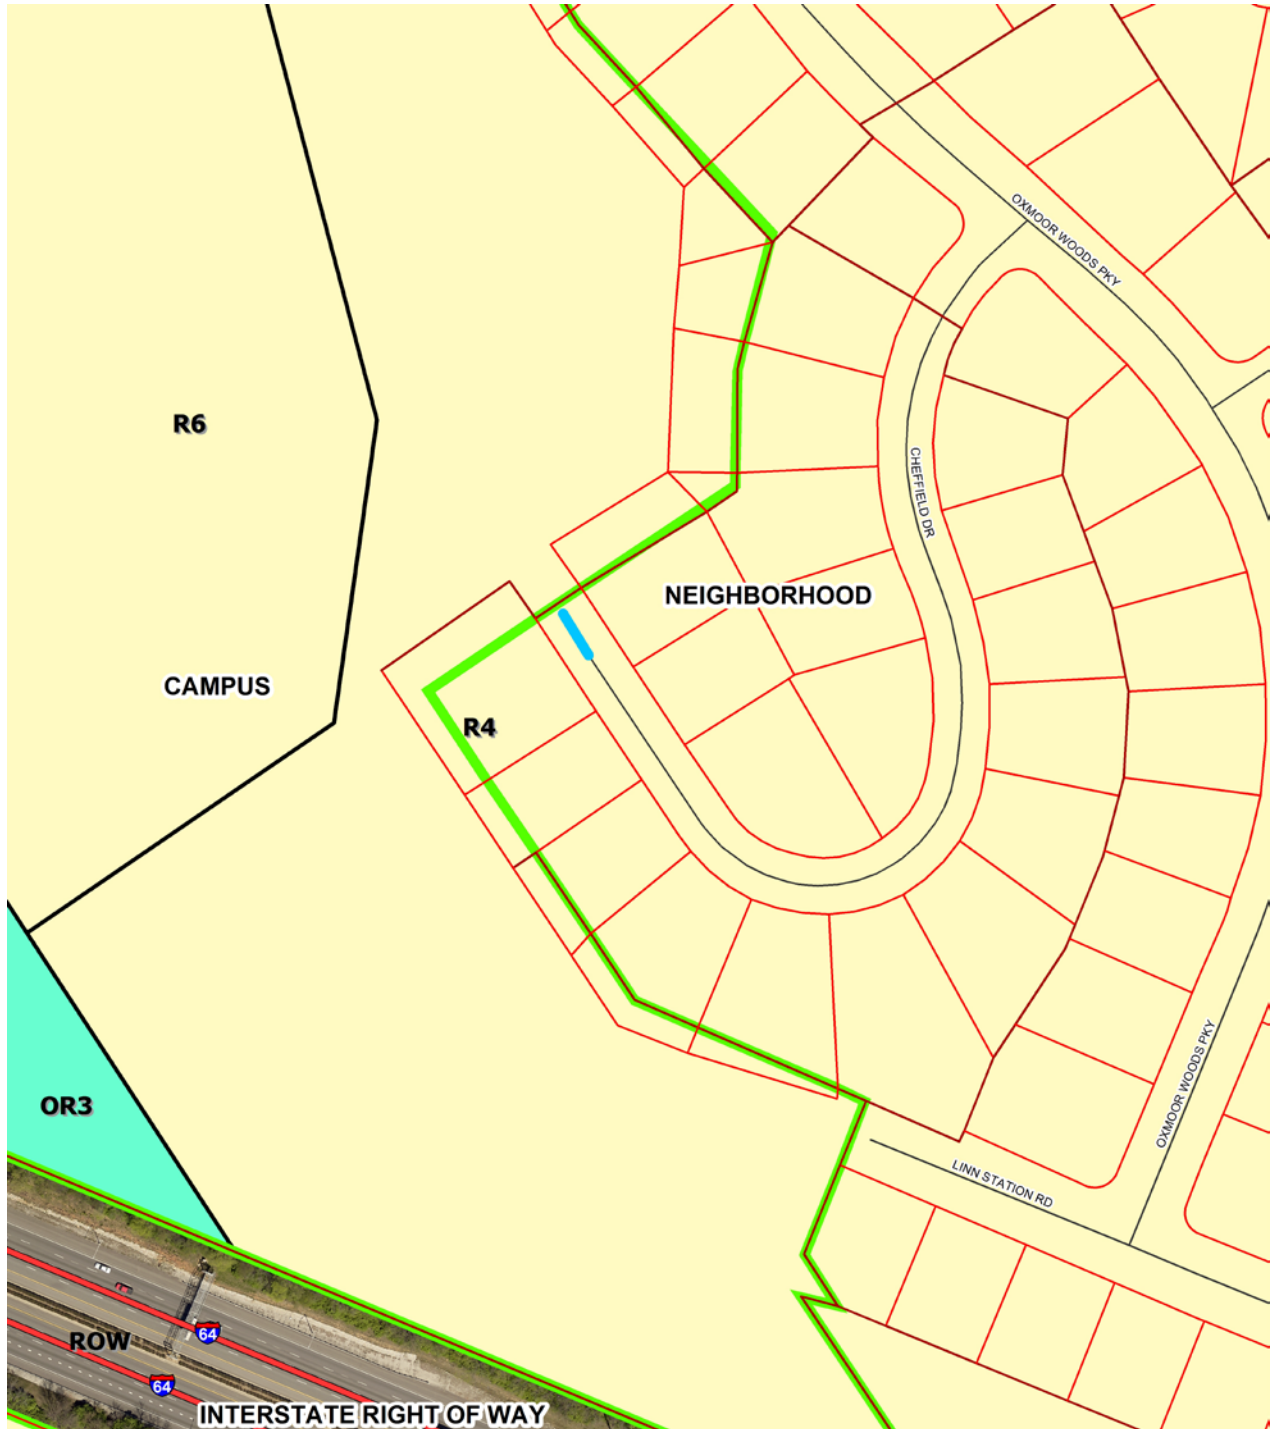 OXMOOR WOODS PKY
R6
CHEFFIELD DR
NEIGHBORHOOD
CAMPUS
R4
OXMOOR WOODS PKY
OR3
LINN STATION RD
64
ROW
64
INTERSTATE RIGHT OF WAY